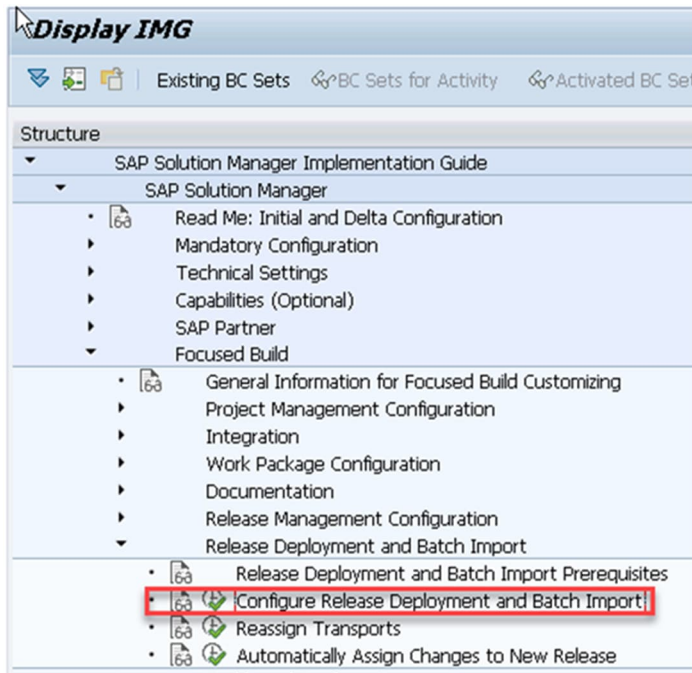 Display IMG
Existing BC Sets BC Sets for Activity Activated BC Set
Structure
SAP Solution Manager Implementation Guide
SAP Solution Manager
Read Me: Initial and Delta Configuration
Mandatory Configuration
Technical Settings
Capabilities (Optional)
SAP Partner
Focused Build
General Information for Focused Build Customizing
Project Management Configuration
Integration
Work Package Configuration
Documentation
Release Management Configuration
Release Deployment and Batch Import
Release Deployment and Batch Import Prerequisites
Configure Release Deployment and Batch Import
Reassign Transports
Automatically Assign Changes to New Release